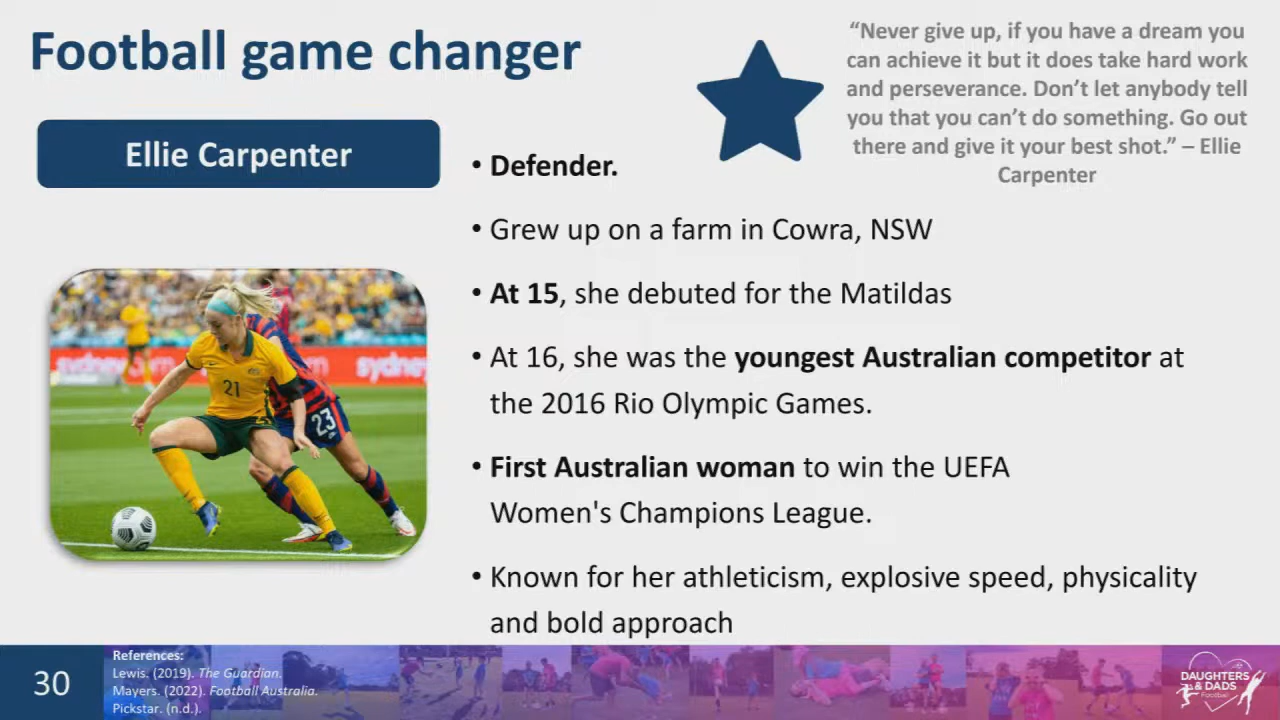 Football game changer
"Never give up, if you have a dream you
can achieve it but it does take hard work
and perseverance. Don't let anybody tell
you that you can't do something. Go out
there and give it your best shot." – Ellie
Carpenter
Ellie Carpenter
• Defender.
• Grew up on a farm in Cowra, NSW
• At 15, she debuted for the Matildas
• At 16, she was the youngest Australian competitor at
the 2016 Rio Olympic Games.
• First Australian woman to win the UEFA
Women's Champions League.
• Known for her athleticism, explosive speed, physicality
and bold approach
sydney
sydney
21
23
30
References:
Lewis. (2019). The Guardian.
Mayers. (2022). Football Australia.
Pickstar. (n.d.).
DAUGHTERS
& DADS
Football